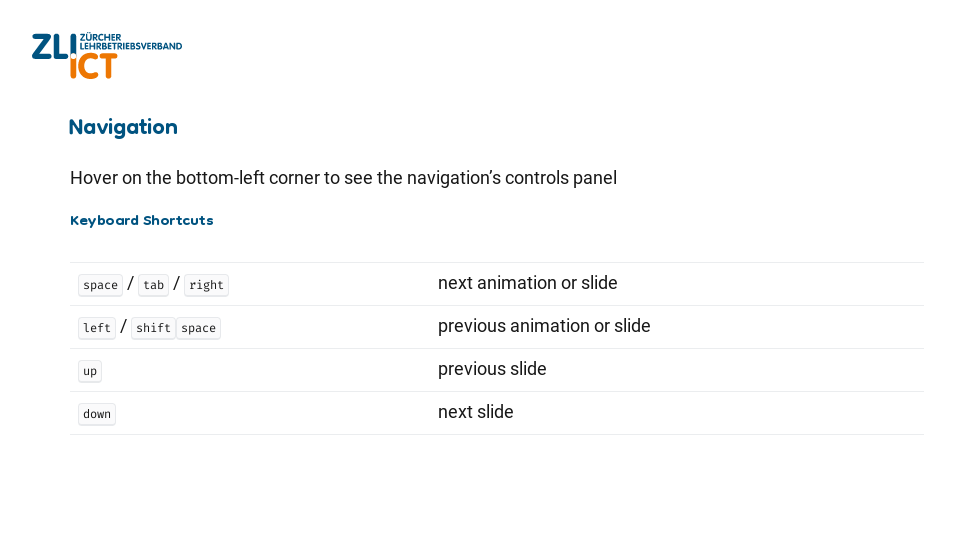 ZLI ZÜRCHER
LEHRBETRIEBSVERBAND
ICT
Navigation
Hover on the bottom-left corner to see the navigation’s controls panel
Keyboard Shortcuts
space / tab / right next animation or slide
left / shift space previous animation or slide
up previous slide
down next slide